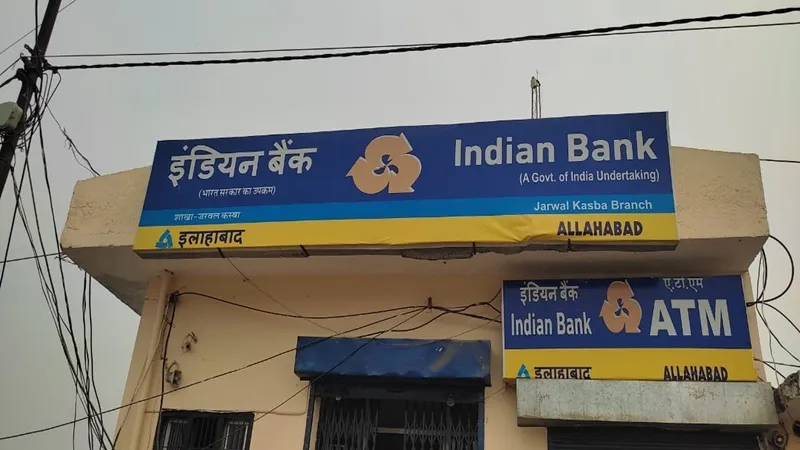 इंडियन बैंक
(भारत सरकार का उपक्रम)
शाखा-जरवल कस्बा
इलाहाबाद
Indian Bank
(A Govt. of India Undertaking)
Jarwal Kasba Branch
ALLAHABAD
इंडियन बैंक
Indian Bank
ए.टी.एम
ATM
इलाहाबाद
ALLAHABAD